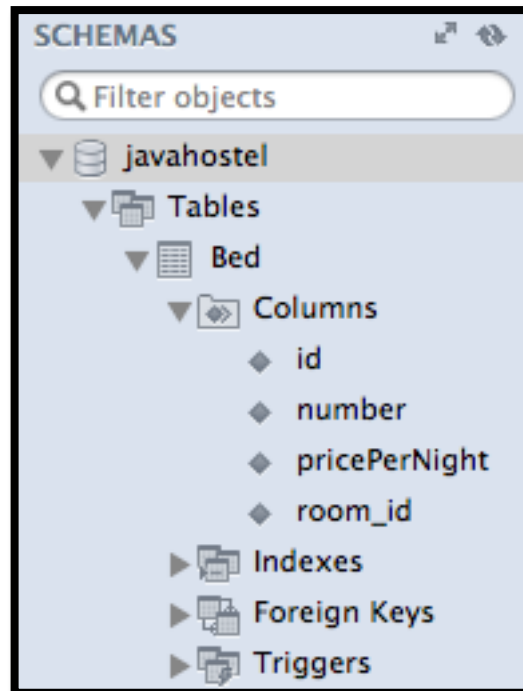 SCHEMAS
Filter objects
javahostel
Tables
Bed
Columns
id
number
pricePerNight
room_id
Indexes
Foreign Keys
Triggers